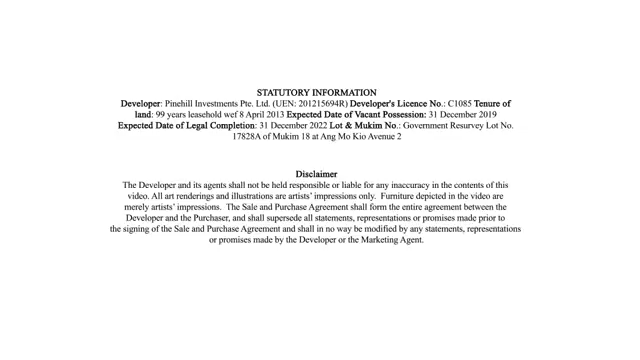 STATUTORY INFORMATION
Developer: Pinehill Investments Pte. Ltd. (UEN: 201215694R) Developer's Licence No.: C1085 Tenure of
land: 99 years leasehold wef 8 April 2013 Expected Date of Vacant Possession: 31 December 2019
Expected Date of Legal Completion: 31 December 2022 Lot & Mukim No.: Government Resurvey Lot No.
17828A of Mukim 18 at Ang Mo Kio Avenue 2
Disclaimer
The Developer and its agents shall not be held responsible or liable for any inaccuracy in the contents of this
video. All art renderings and illustrations are artists' impressions only. Furniture depicted in the video are
merely artists' impressions. The Sale and Purchase Agreement shall form the entire agreement between the
Developer and the Purchaser, and shall supersede all statements, representations or promises made prior to
the signing of the Sale and Purchase Agreement and shall in no way be modified by any statements, representations
or promises made by the Developer or the Marketing Agent.